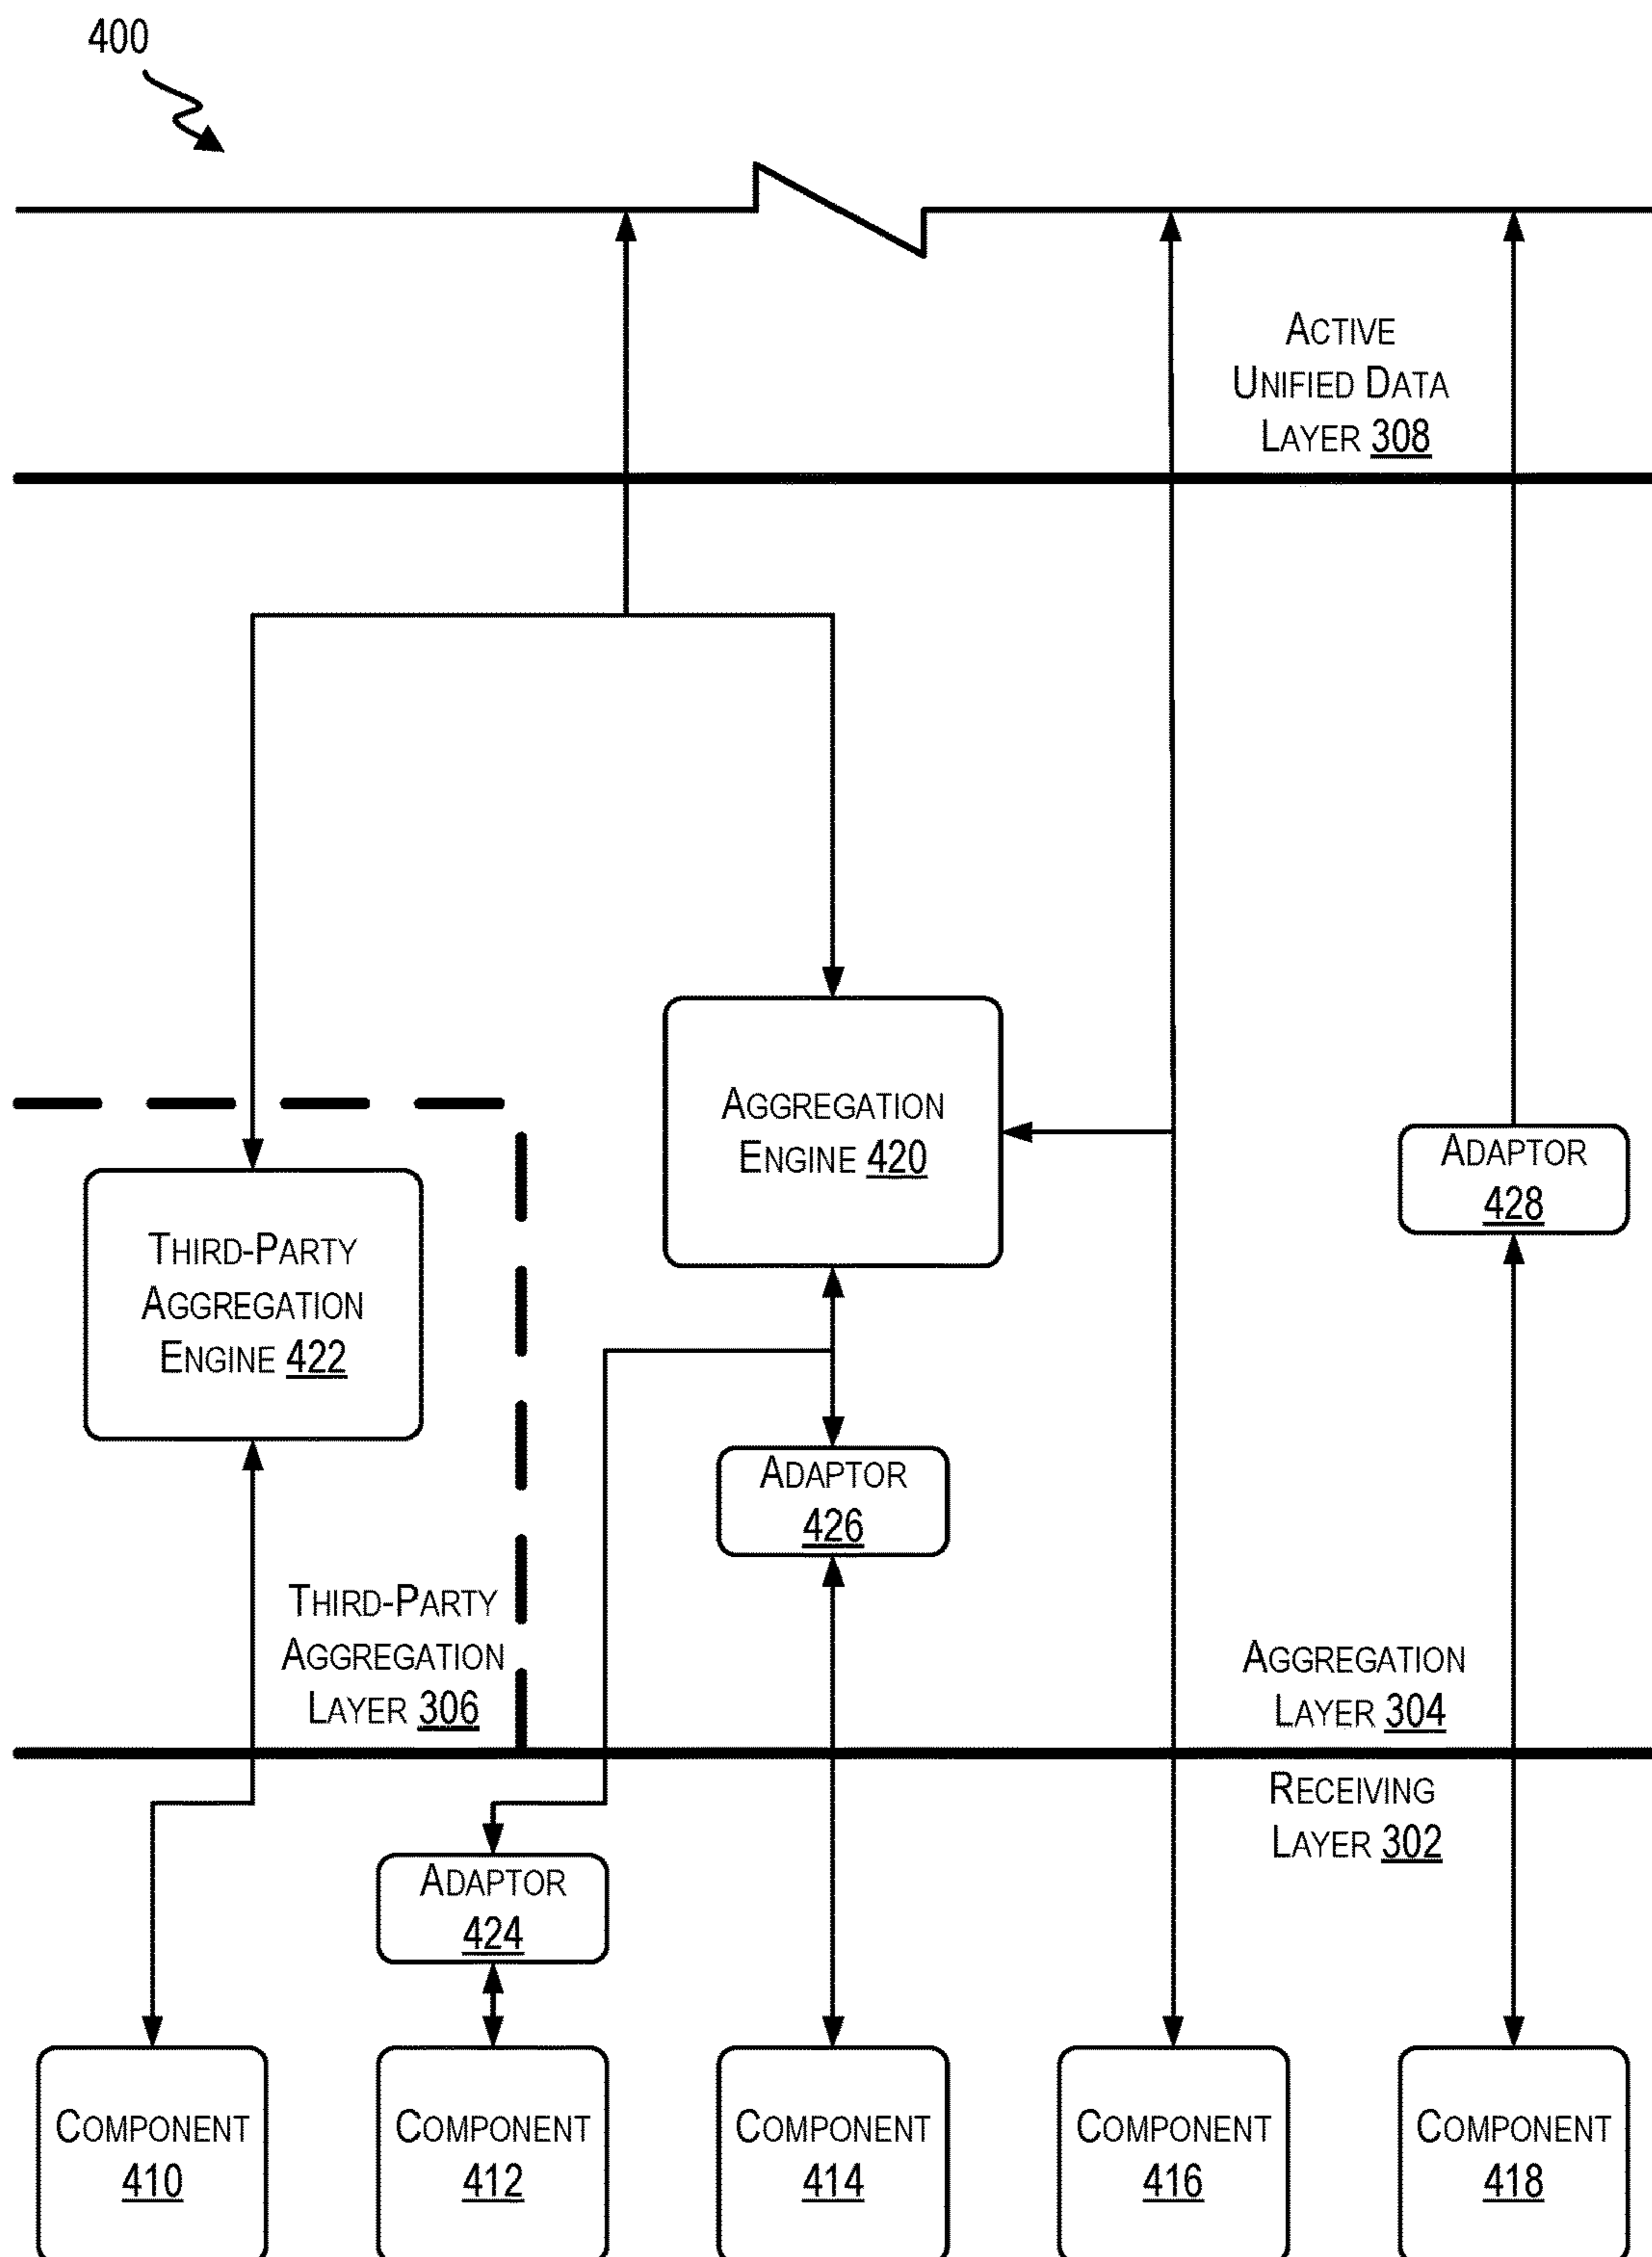 400
Active
Unified Data
Layer 308
Aggregation
Engine 420
Adaptor
428
Third-Party
Aggregation
Engine 422
Adaptor
426
Third-Party
Aggregation
Layer 306
Aggregation
Layer 304
Receiving
Layer 302
Adaptor
424
Component
410
Component
412
Component
414
Component
416
Component
418